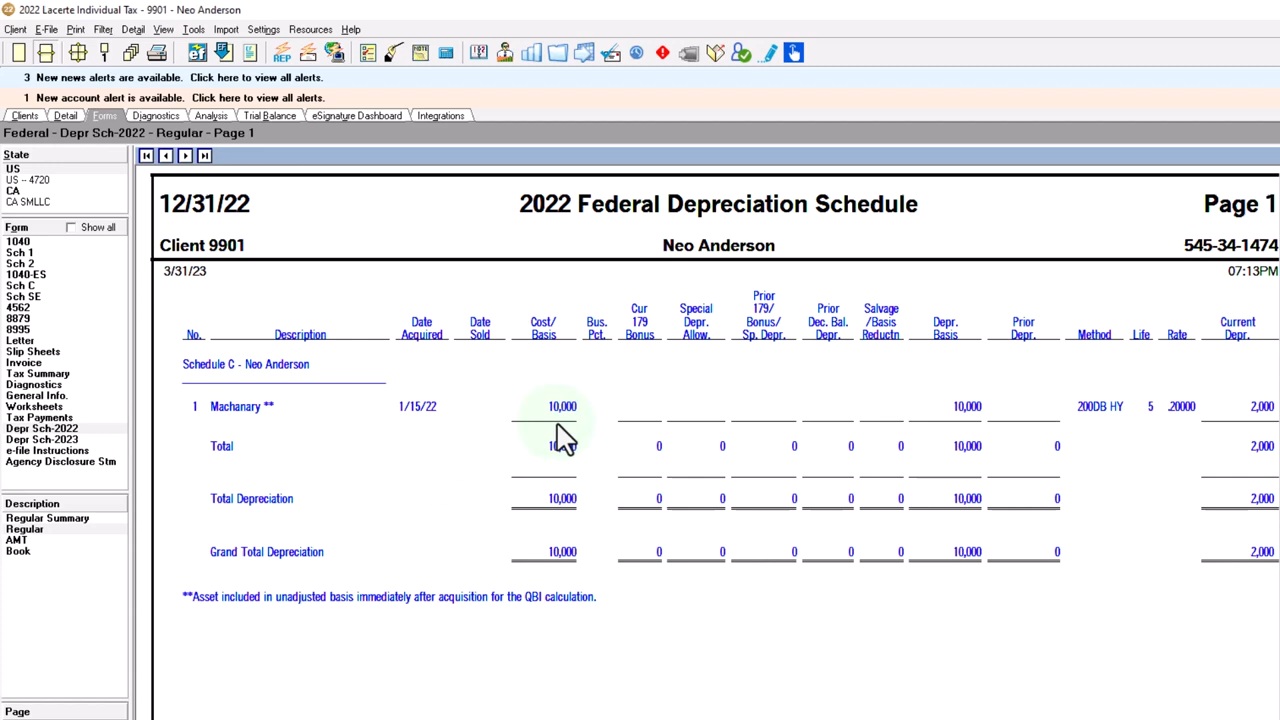 2022 Lacerte Individual Tax - 9901 - Neo Anderson
Client E-File Print Filter Detail View Tools Import Settings Resources Help
3 New news alerts are available. Click here to view all alerts.
1 New account alert is available. Click here to view all alerts.
Clients Detail Forms Diagnostics Analysis Trial Balance eSignature Dashboard Integrations
Federal - Depr Sch-2022 - Regular - Page 1
State
US
US -- 4720
CA
CA SMLLC
Form Show all
1040
Sch 1
Sch 2
1040-ES
Sch C
Sch SE
4562
8879
8995
Letter
Slip Sheets
Invoice
Tax Summary
Diagnostics
General Info.
Worksheets
Tax Payments
Depr Sch-2022
Depr Sch-2023
e-file Instructions
Agency Disclosure Stm
Description
Regular Summary
Regular
AMT
Book
Page
12/31/22 2022 Federal Depreciation Schedule Page 1
Client 9901 Neo Anderson 545-34-1474
3/31/23 07:13PM
No. Description Date Acquired Date Sold Cost/ Basis Bus. Pct. Cur 179 Bonus Special Depr. Allow. Prior 179/ Bonus/ Sp. Depr. Prior Dec. Bal. Depr. Salvage /Basis Reductn Depr. Basis Prior Depr. Method Life Rate Current Depr.
Schedule C - Neo Anderson
1 Machanary ** 1/15/22 10,000 10,000 200DB HY 5 .20000 2,000
Total 0 0 0 0 0 10,000 0 2,000
Total Depreciation 10,000 0 0 0 0 0 10,000 0 2,000
Grand Total Depreciation 10,000 0 0 0 0 0 10,000 0 2,000
**Asset included in unadjusted basis immediately after acquisition for the QBI calculation.